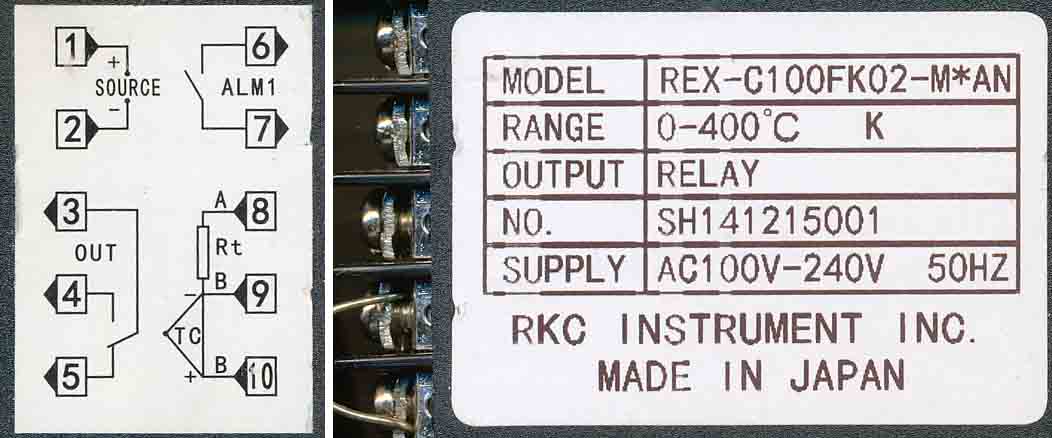 1 6
+
SOURCE ALM1
-
2 7
3 A 8
OUT Rt
4 B 9
-
TC
+ B
5 10
MODEL REX-C100FK02-M*AN
RANGE 0-400℃ K
OUTPUT RELAY
NO. SH141215001
SUPPLY AC100V-240V 50HZ
RKC INSTRUMENT INC.
MADE IN JAPAN